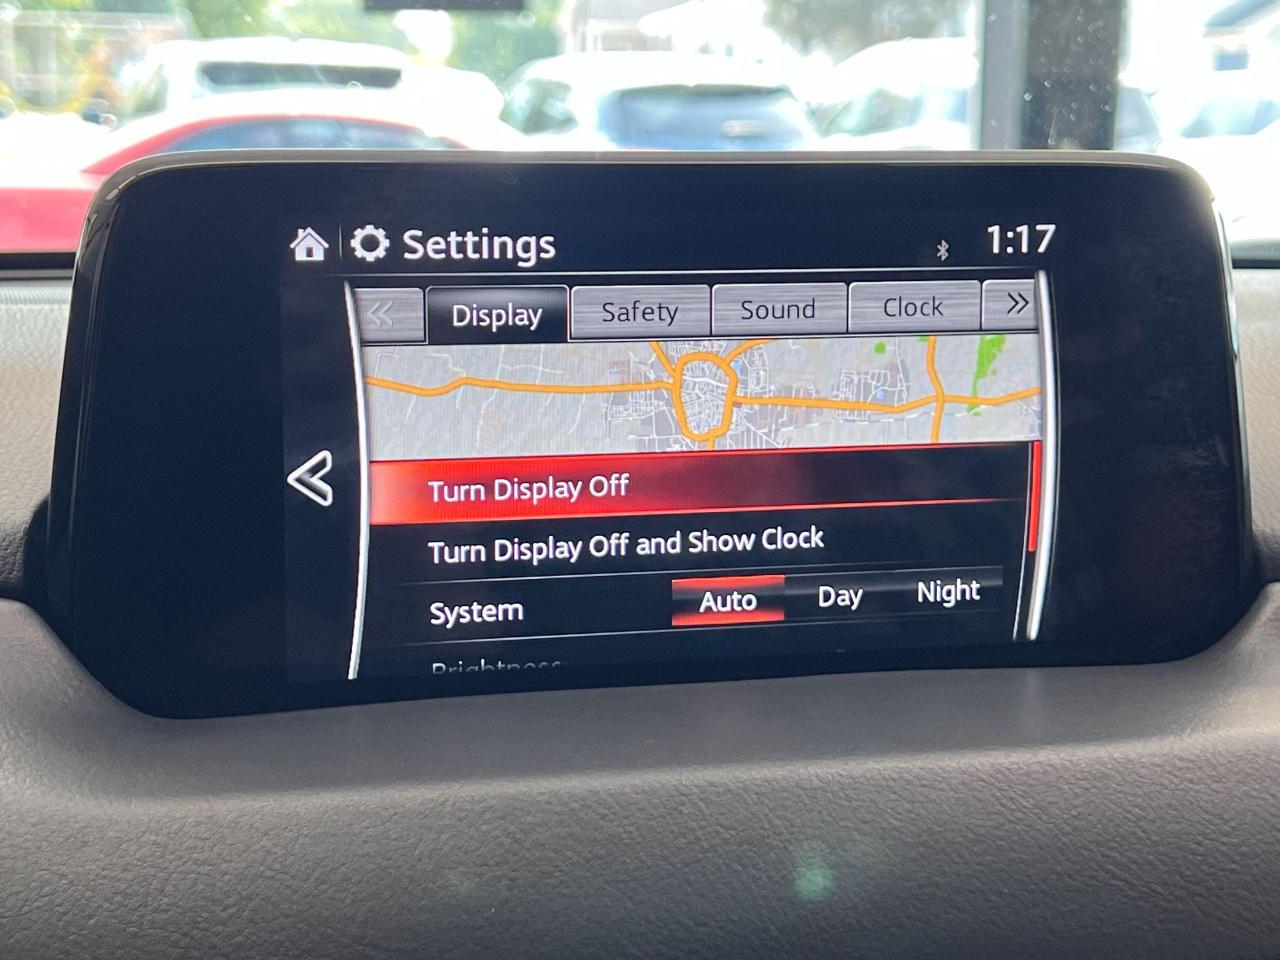 Settings
1:17
Display Safety Sound Clock
Turn Display Off
Turn Display Off and Show Clock
System Auto Day Night
Brightness